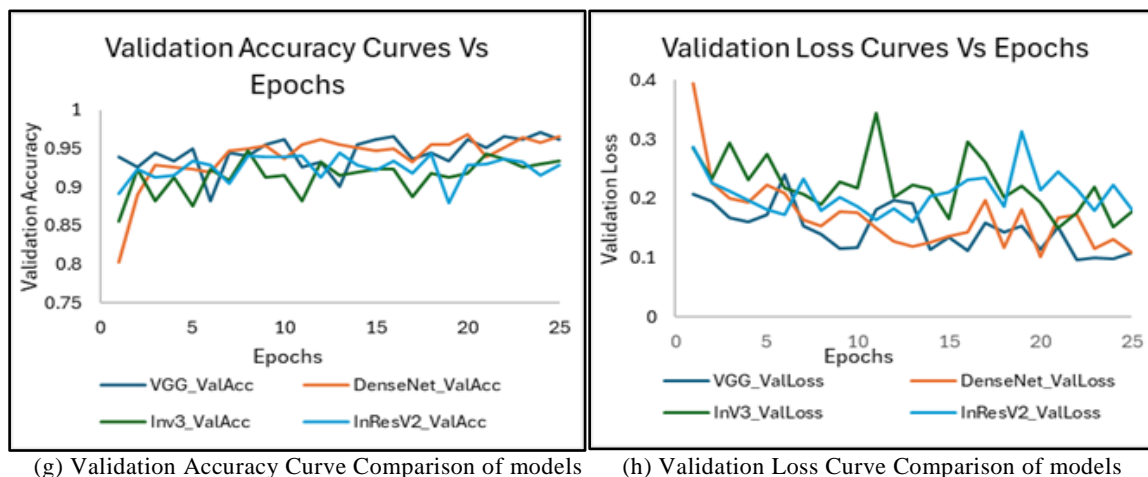 Validation Accuracy Curves Vs
Epochs
Validation Accuracy
1
0.95
0.9
0.85
0.8
0.75
0 5 10 15 20 25
Epochs
VGG_ValAcc DenseNet_ValAcc
Inv3_ValAcc InResV2_ValAcc
(g) Validation Accuracy Curve Comparison of models
Validation Loss Curves Vs Epochs
Validation Loss
0.4
0.3
0.2
0.1
0
0 5 10 15 20 25
Epochs
VGG_ValLoss DenseNet_ValLoss
InV3_ValLoss InResV2_ValLoss
(h) Validation Loss Curve Comparison of models